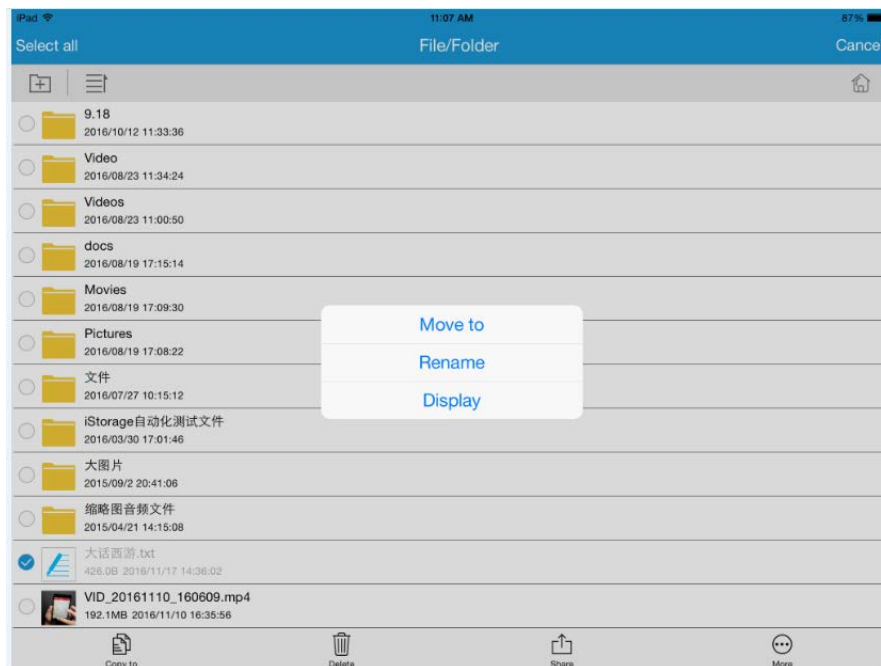 iPad 11:07 AM 87%
Select all File/Folder Cance
9.18
2016/10/12 11:33:36
Video
2016/08/23 11:34:24
Videos
2016/08/23 11:00:50
docs
2016/08/19 17:15:14
Movies
2016/08/19 17:09:30
Pictures
2016/08/19 17:08:22
文件
2016/07/27 10:15:12
iStorage自动化测试文件
2016/03/30 17:01:46
大图片
2015/09/2 20:41:06
缩略图音频文件
2015/04/21 14:15:08
大话西游.txt
426.0B 2016/11/17 14:36:02
VID_20161110_160609.mp4
192.1MB 2016/11/10 16:35:56
Move to
Rename
Display
Copy to Delete Share More